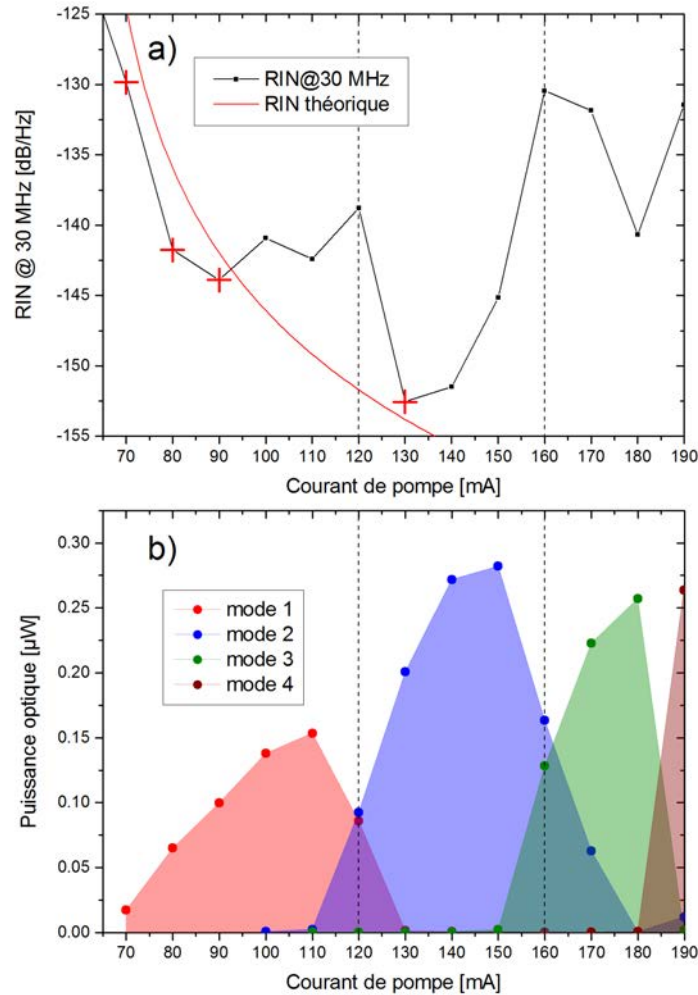 a)
RIN@30 MHz
RIN théorique
RIN @ 30 MHz [dB/Hz]
-125
-130
-135
-140
-145
-150
-155
70 80 90 100 110 120 130 140 150 160 170 180 190
Courant de pompe [mA]
b)
mode 1
mode 2
mode 3
mode 4
Puissance optique [µW]
0.30
0.25
0.20
0.15
0.10
0.05
0.00
70 80 90 100 110 120 130 140 150 160 170 180 190
Courant de pompe [mA]